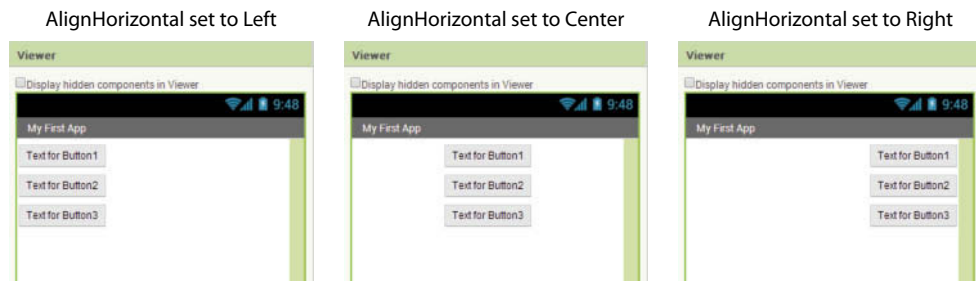 AlignHorizontal set to Left
Viewer
Display hidden components in Viewer
9:48
My First App
Text for Button1
Text for Button2
Text for Button3
AlignHorizontal set to Center
Viewer
Display hidden components in Viewer
9:48
My First App
Text for Button1
Text for Button2
Text for Button3
AlignHorizontal set to Right
Viewer
Display hidden components in Viewer
9:48
My First App
Text for Button1
Text for Button2
Text for Button3